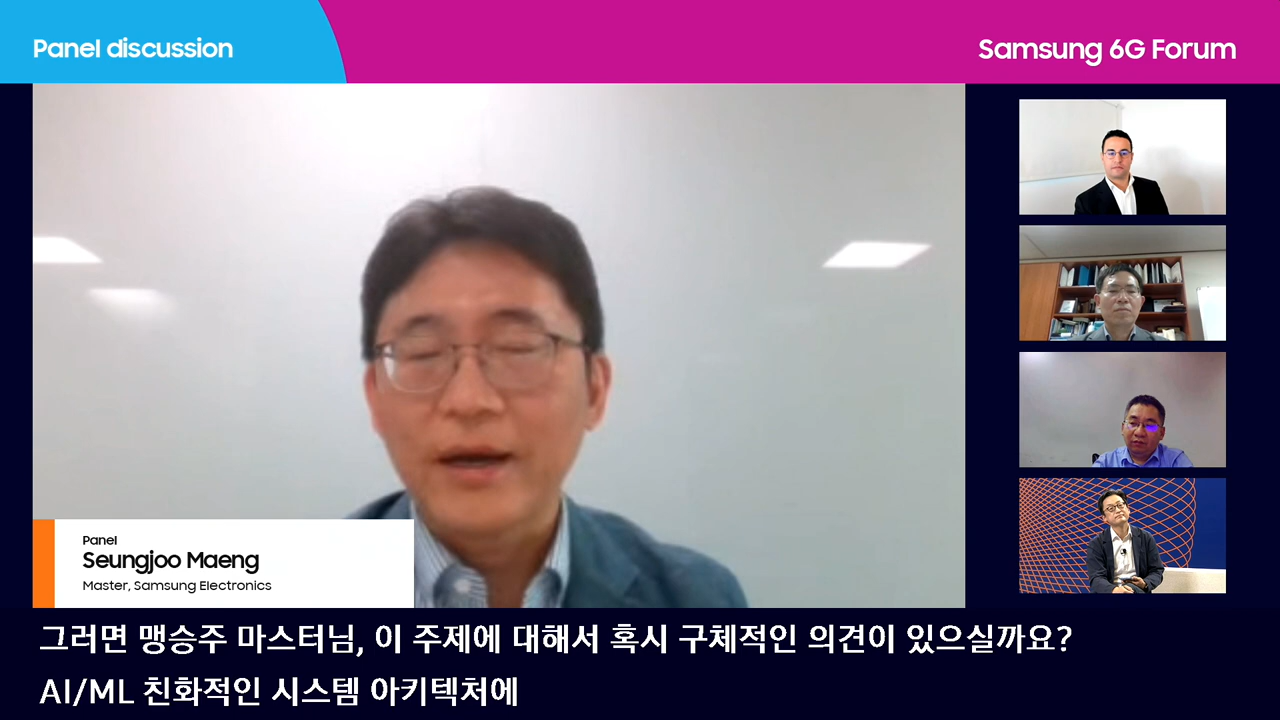 Panel discussion
Samsung 6G Forum
Panel
Seungjoo Maeng
Master, Samsung Electronics
그러면 맹승주 마스터님, 이 주제에 대해서 혹시 구체적인 의견이 있으실까요?
AI/ML 친화적인 시스템 아키텍처에